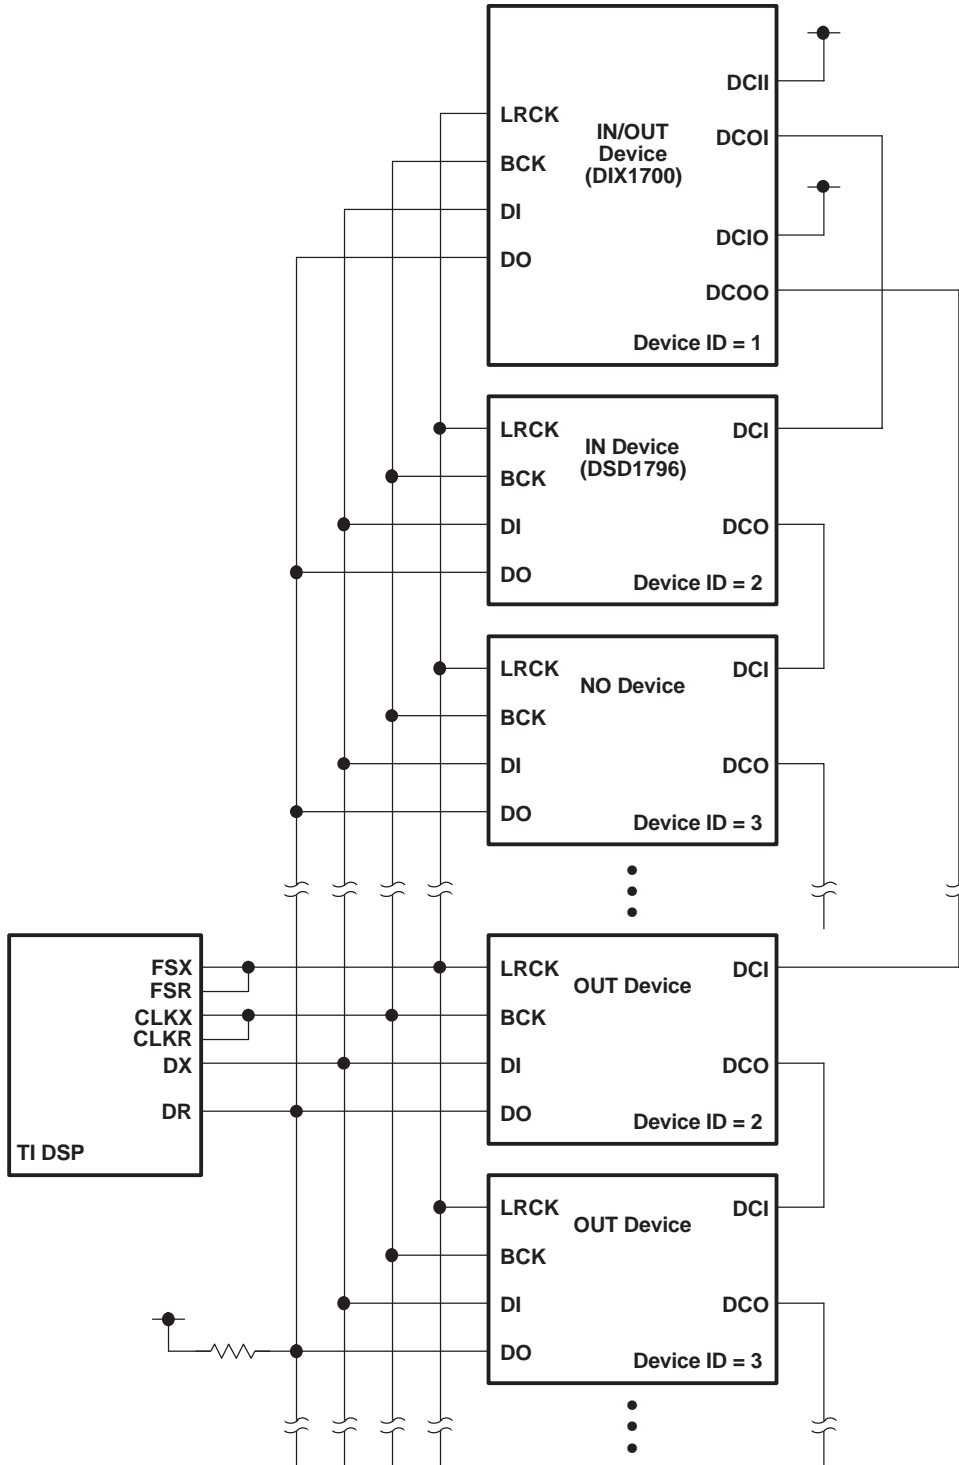 DCII
LRCK
IN/OUT
Device
(DIX1700)
DCOI
BCK
DI
DCIO
DO
DCOO
Device ID = 1
LRCK
IN Device
(DSD1796)
DCI
BCK
DI
DCO
DO
Device ID = 2
LRCK
NO Device
DCI
BCK
DI
DCO
DO
Device ID = 3
FSX
FSR
CLKX
CLKR
DX
DR
TI DSP
LRCK
OUT Device
DCI
BCK
DI
DCO
DO
Device ID = 2
LRCK
OUT Device
DCI
BCK
DI
DCO
DO
Device ID = 3